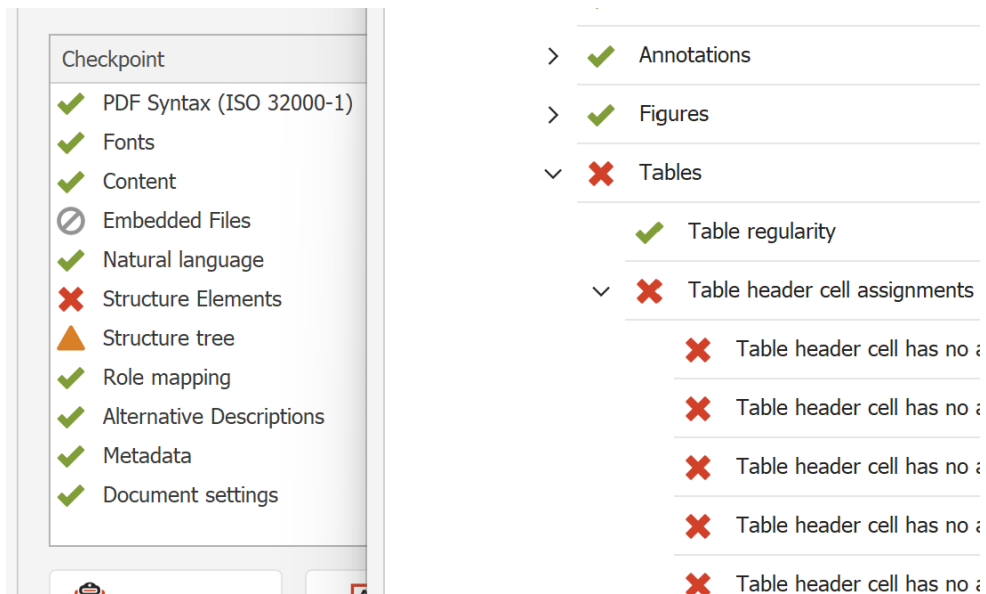 Checkpoint
PDF Syntax (ISO 32000-1)
Fonts
Content
Embedded Files
Natural language
Structure Elements
Structure tree
Role mapping
Alternative Descriptions
Metadata
Document settings
Annotations
Figures
Tables
Table regularity
Table header cell assignments
Table header cell has no
Table header cell has no
Table header cell has no
Table header cell has no
Table header cell has no